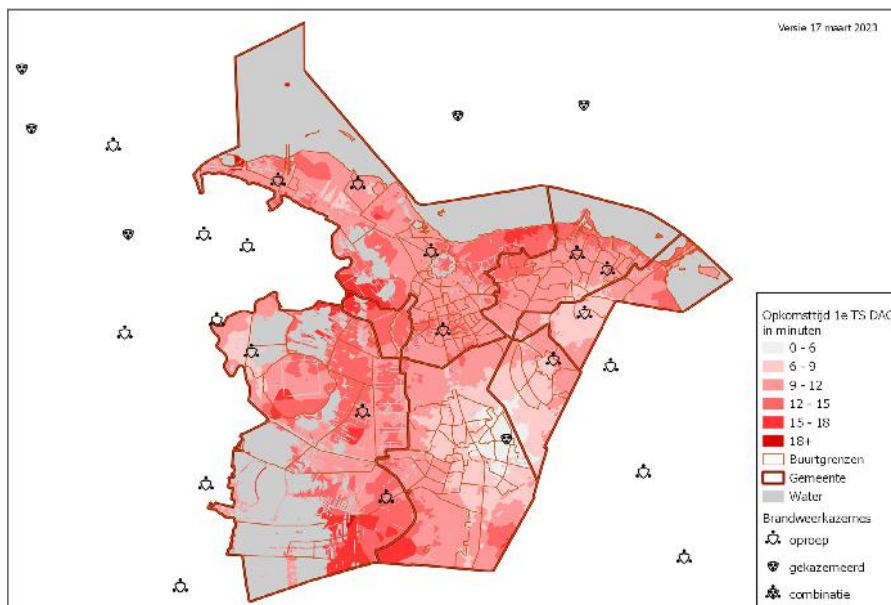 Versie 17 maart 2023
Opkomsttijd 1e TS DAG
in minuten
0 - 6
6 - 9
9 - 12
12 - 15
15 - 18
18+
Buurtgrenzen
Gemeente
Water
Brandweerkazernes
oproep
gekazerneerd
combinatie